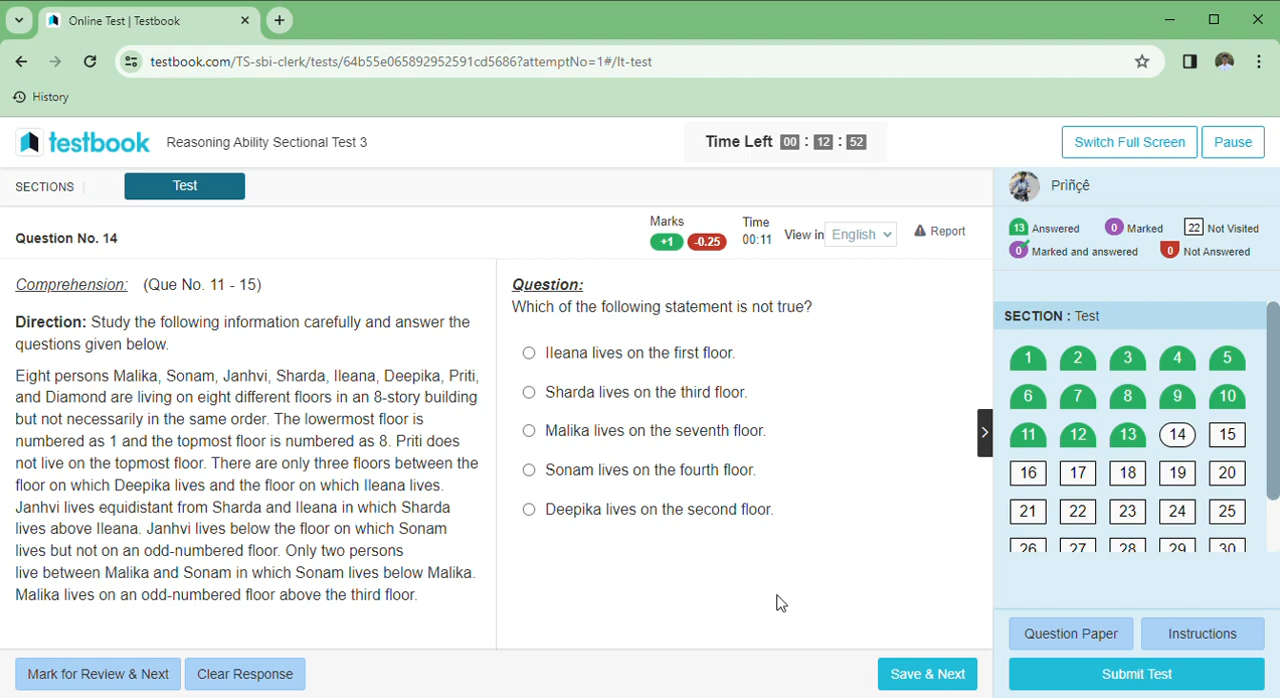 Online Test | Testbook
testbook.com/TS-sbi-clerk/tests/64b55e065892952591cd5686?attemptNo=1#/lt-test
History
testbook
Reasoning Ability Sectional Test 3
Time Left 00 : 12 : 52
Switch Full Screen
Pause
SECTIONS
Test
Prìñçê
Question No. 14
Marks
+1 -0.25
Time
00:11
View in English
Report
13 Answered
0 Marked
22 Not Visited
0 Marked and answered
0 Not Answered
Comprehension: (Que No. 11 - 15)
Direction: Study the following information carefully and answer the
questions given below.
Eight persons Malika, Sonam, Janhvi, Sharda, Ileana, Deepika, Priti,
and Diamond are living on eight different floors in an 8-story building
but not necessarily in the same order. The lowermost floor is
numbered as 1 and the topmost floor is numbered as 8. Priti does
not live on the topmost floor. There are only three floors between the
floor on which Deepika lives and the floor on which Ileana lives.
Janhvi lives equidistant from Sharda and Ileana in which Sharda
lives above Ileana. Janhvi lives below the floor on which Sonam
lives but not on an odd-numbered floor. Only two persons
live between Malika and Sonam in which Sonam lives below Malika.
Malika lives on an odd-numbered floor above the third floor.
Question:
Which of the following statement is not true?
Ileana lives on the first floor.
Sharda lives on the third floor.
Malika lives on the seventh floor.
Sonam lives on the fourth floor.
Deepika lives on the second floor.
SECTION : Test
1 2 3 4 5
6 7 8 9 10
11 12 13 14 15
16 17 18 19 20
21 22 23 24 25
26 27 28 29 30
Question Paper
Instructions
Mark for Review & Next
Clear Response
Save & Next
Submit Test